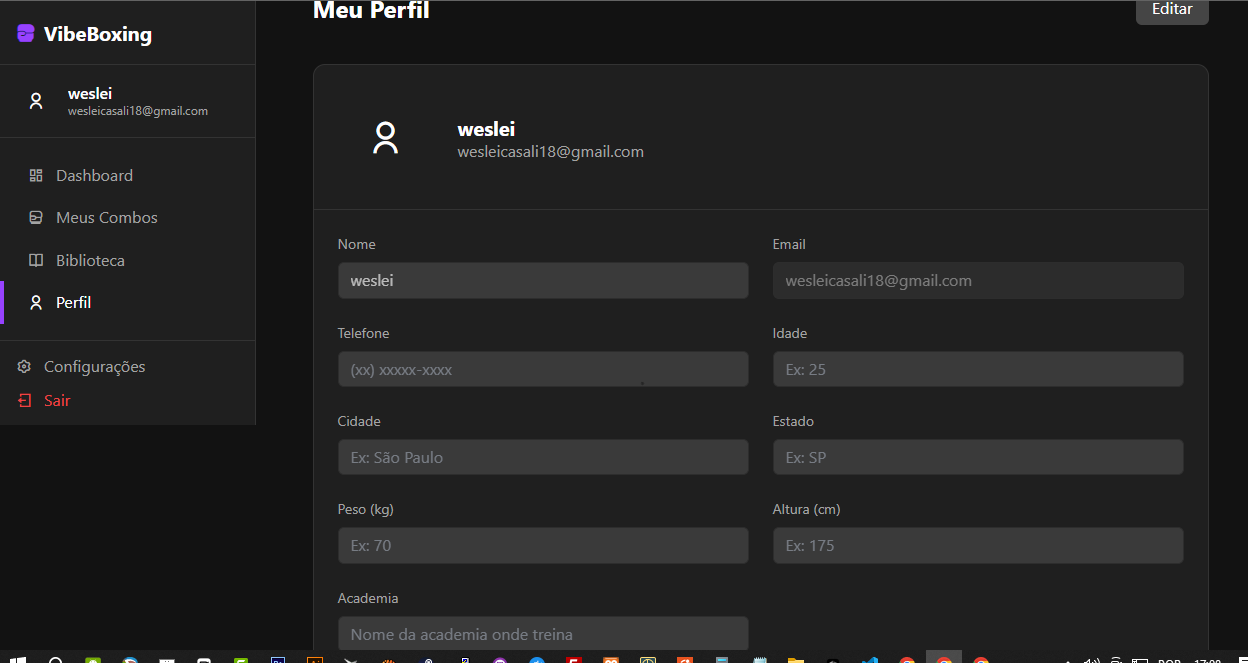 VibeBoxing
weslei
wesleicasali18@gmail.com
Dashboard
Meus Combos
Biblioteca
Perfil
Configurações
Sair
Meu Perfil
Editar
weslei
wesleicasali18@gmail.com
Nome
Email
weslei
wesleicasali18@gmail.com
Telefone
Idade
(xx) xxxxx-xxxx
Ex: 25
Cidade
Estado
Ex: São Paulo
Ex: SP
Peso (kg)
Altura (cm)
Ex: 70
Ex: 175
Academia
Nome da academia onde treina